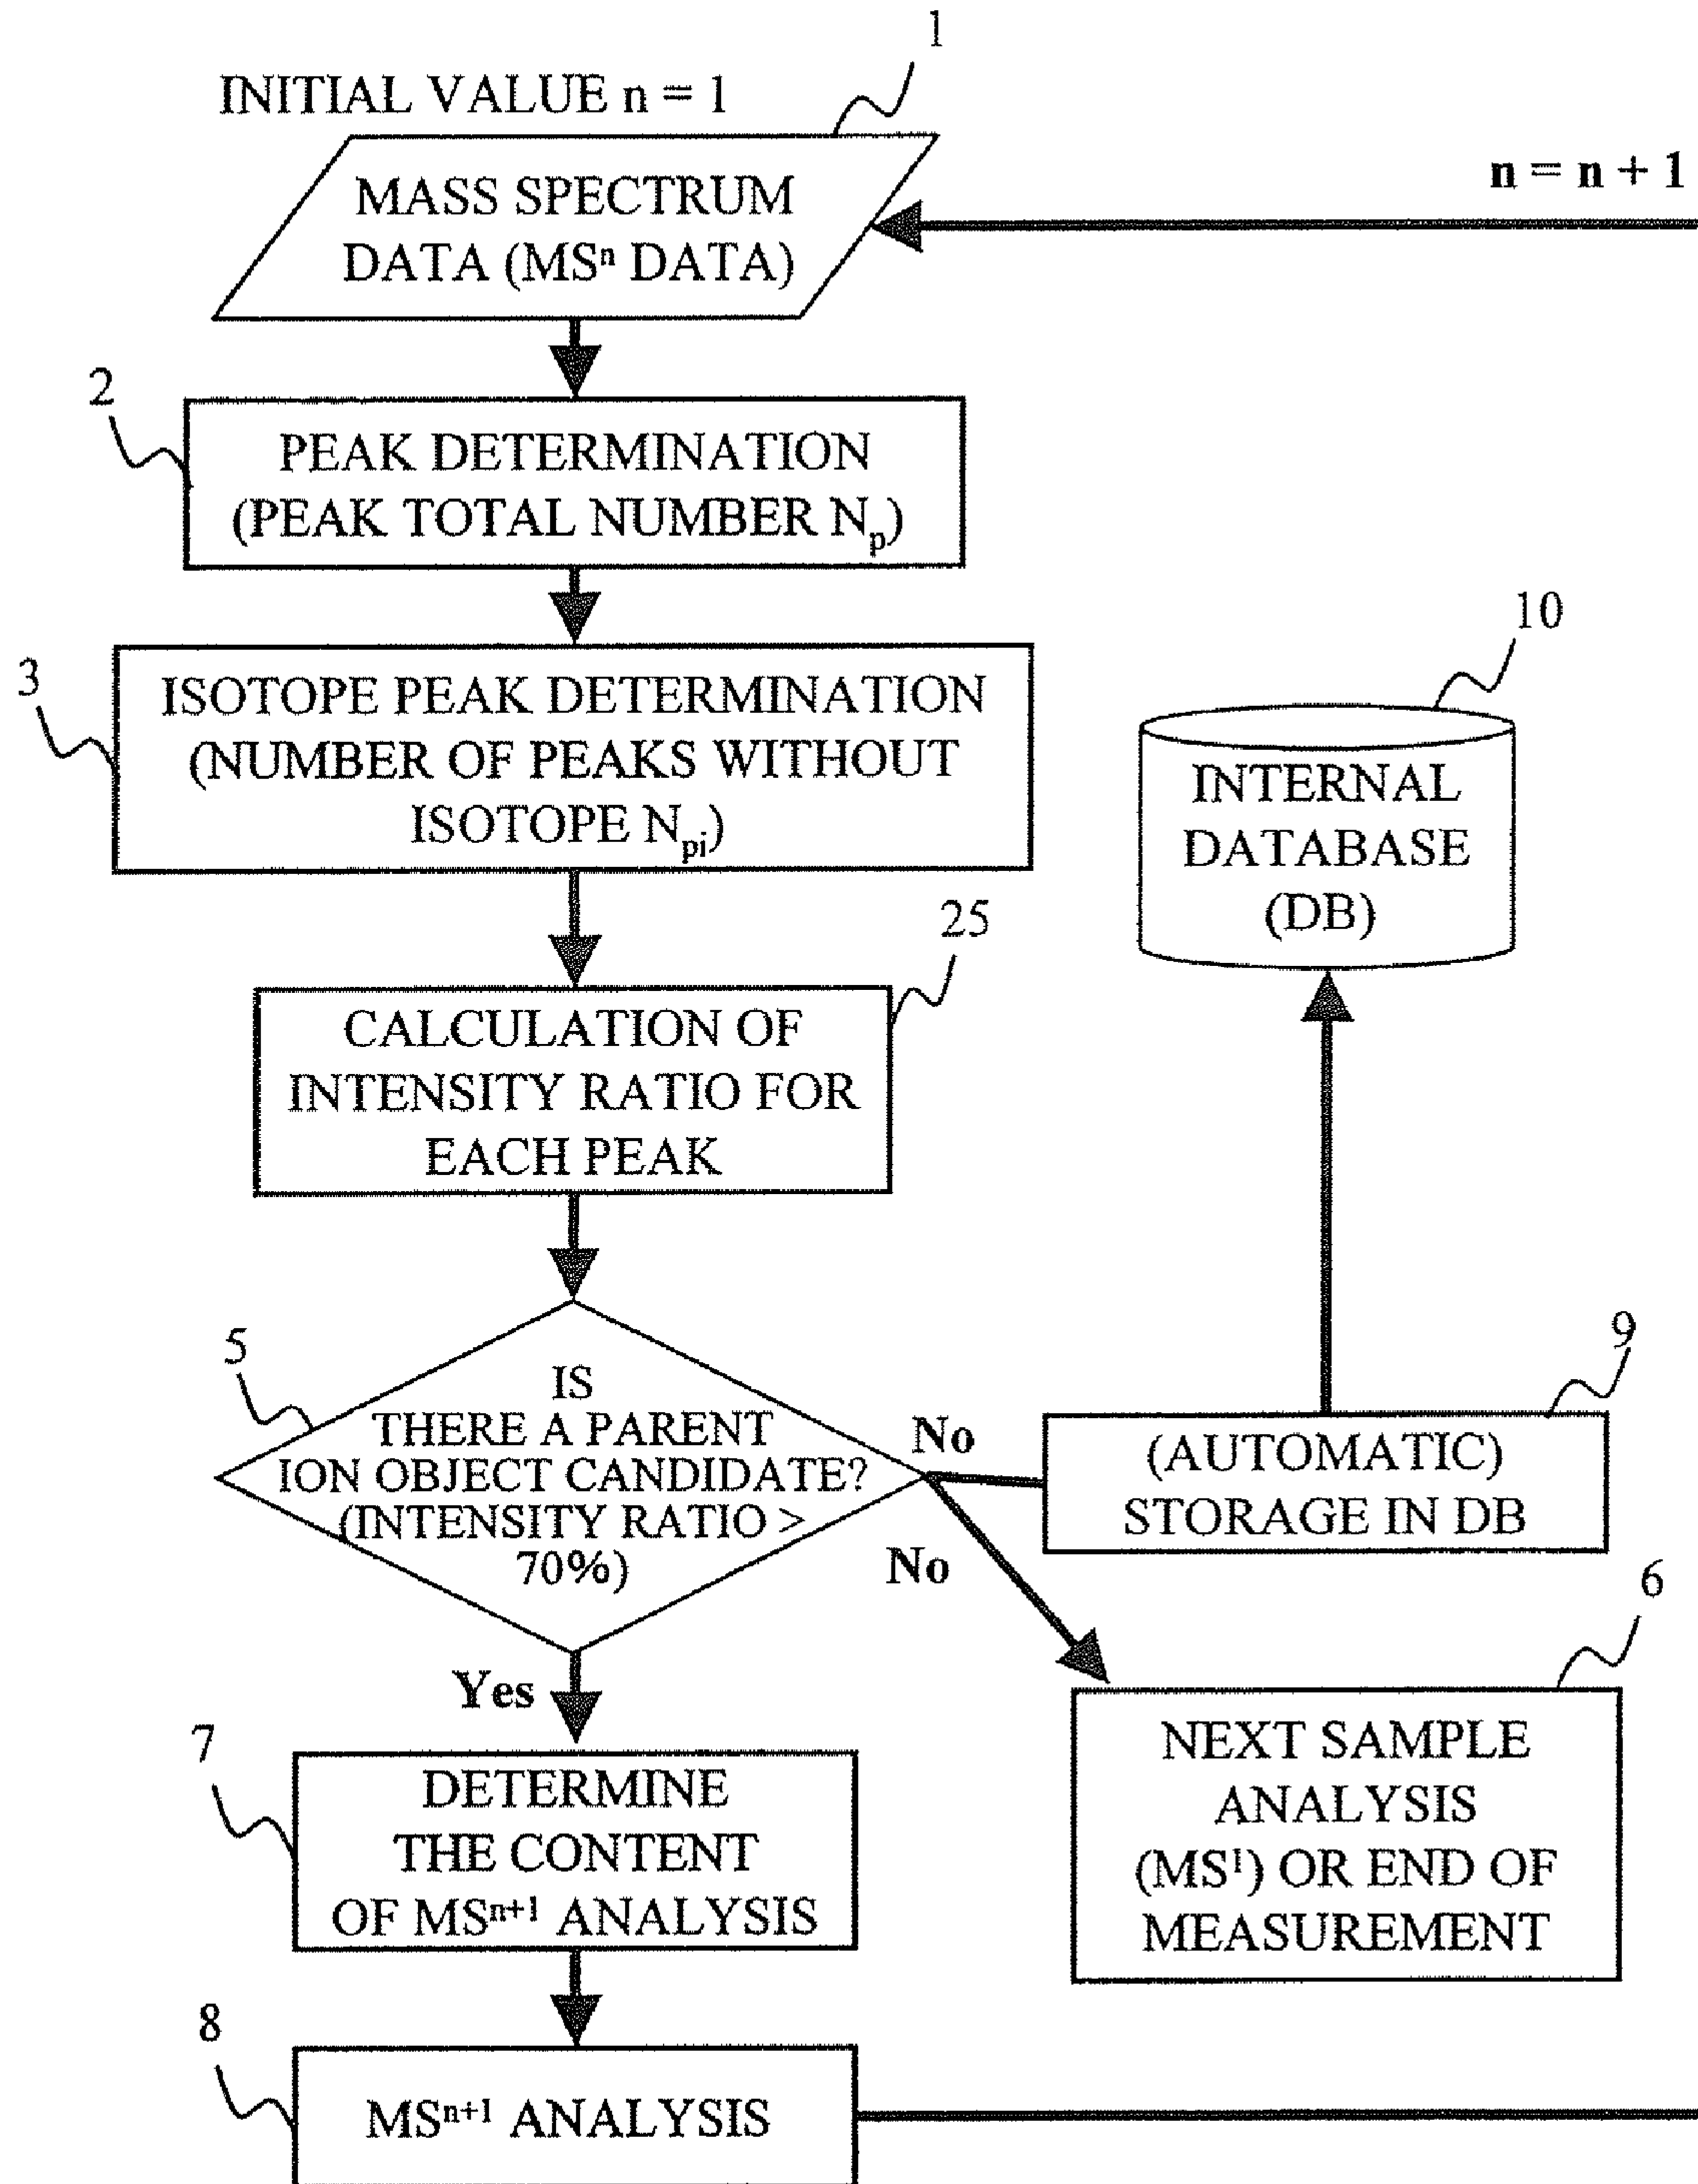 1
INITIAL VALUE n = 1
MASS SPECTRUM
DATA (MSⁿ DATA)
n = n + 1
2
PEAK DETERMINATION
(PEAK TOTAL NUMBER Nₚ)
3
ISOTOPE PEAK DETERMINATION
(NUMBER OF PEAKS WITHOUT
ISOTOPE Nₚᵢ)
10
INTERNAL
DATABASE
(DB)
25
CALCULATION OF
INTENSITY RATIO FOR
EACH PEAK
5
IS
THERE A PARENT
ION OBJECT CANDIDATE?
(INTENSITY RATIO >
70%)
No
No
Yes
9
(AUTOMATIC)
STORAGE IN DB
6
NEXT SAMPLE
ANALYSIS
(MS¹) OR END OF
MEASUREMENT
7
DETERMINE
THE CONTENT
OF MSⁿ⁺¹ ANALYSIS
8
MSⁿ⁺¹ ANALYSIS